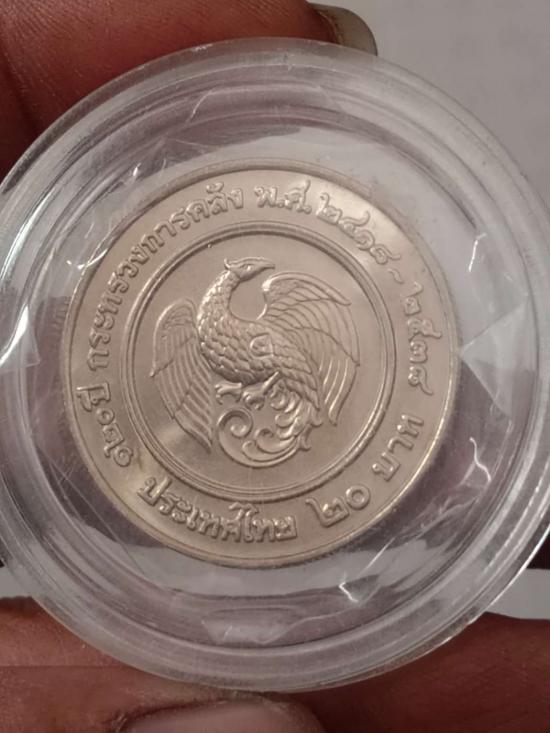 ๑๒๐ ปี กระทรวงการคลัง พ.ศ. ๒๔๑๘ - ๒๕๓๘
ประเทศไทย ๒๐ บาท